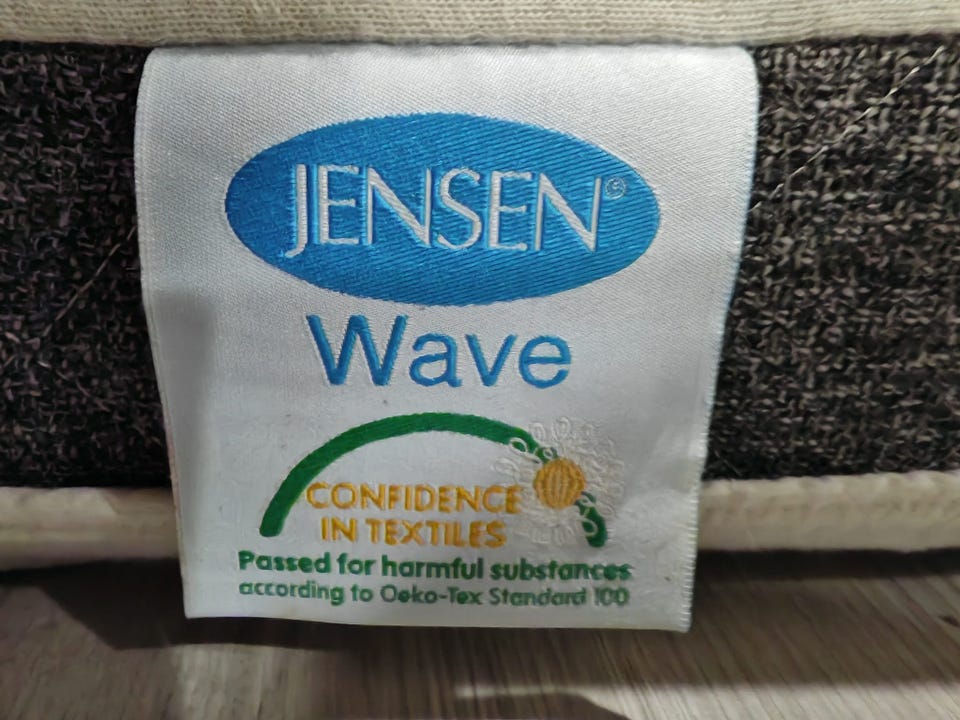 JENSEN®
Wave
CONFIDENCE
IN TEXTILES
Passed for harmful substances
according to Oeko-Tex Standard 100